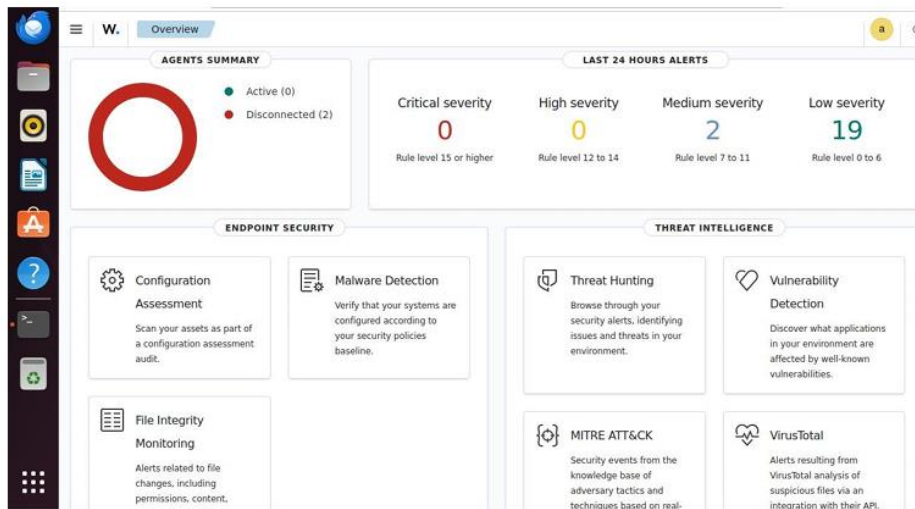 W.
Overview
a
AGENTS SUMMARY
Active (0)
Disconnected (2)
LAST 24 HOURS ALERTS
Critical severity
0
Rule level 15 or higher
High severity
0
Rule level 12 to 14
Medium severity
2
Rule level 7 to 11
Low severity
19
Rule level 0 to 6
ENDPOINT SECURITY
Configuration
Assessment
Scan your assets as part of
a configuration assessment
audit.
Malware Detection
Verify that your systems are
configured according to
your security policies
baseline.
File Integrity
Monitoring
Alerts related to file
changes, including
permissions, content,
THREAT INTELLIGENCE
Threat Hunting
Browse through your
security alerts, identifying
issues and threats in your
environment.
Vulnerability
Detection
Discover what applications
in your environment are
affected by well-known
vulnerabilities.
MITRE ATT&CK
Security events from the
knowledge base of
adversary tactics and
techniques based on real-
VirusTotal
Alerts resulting from
VirusTotal analysis of
suspicious files via an
integration with their API.